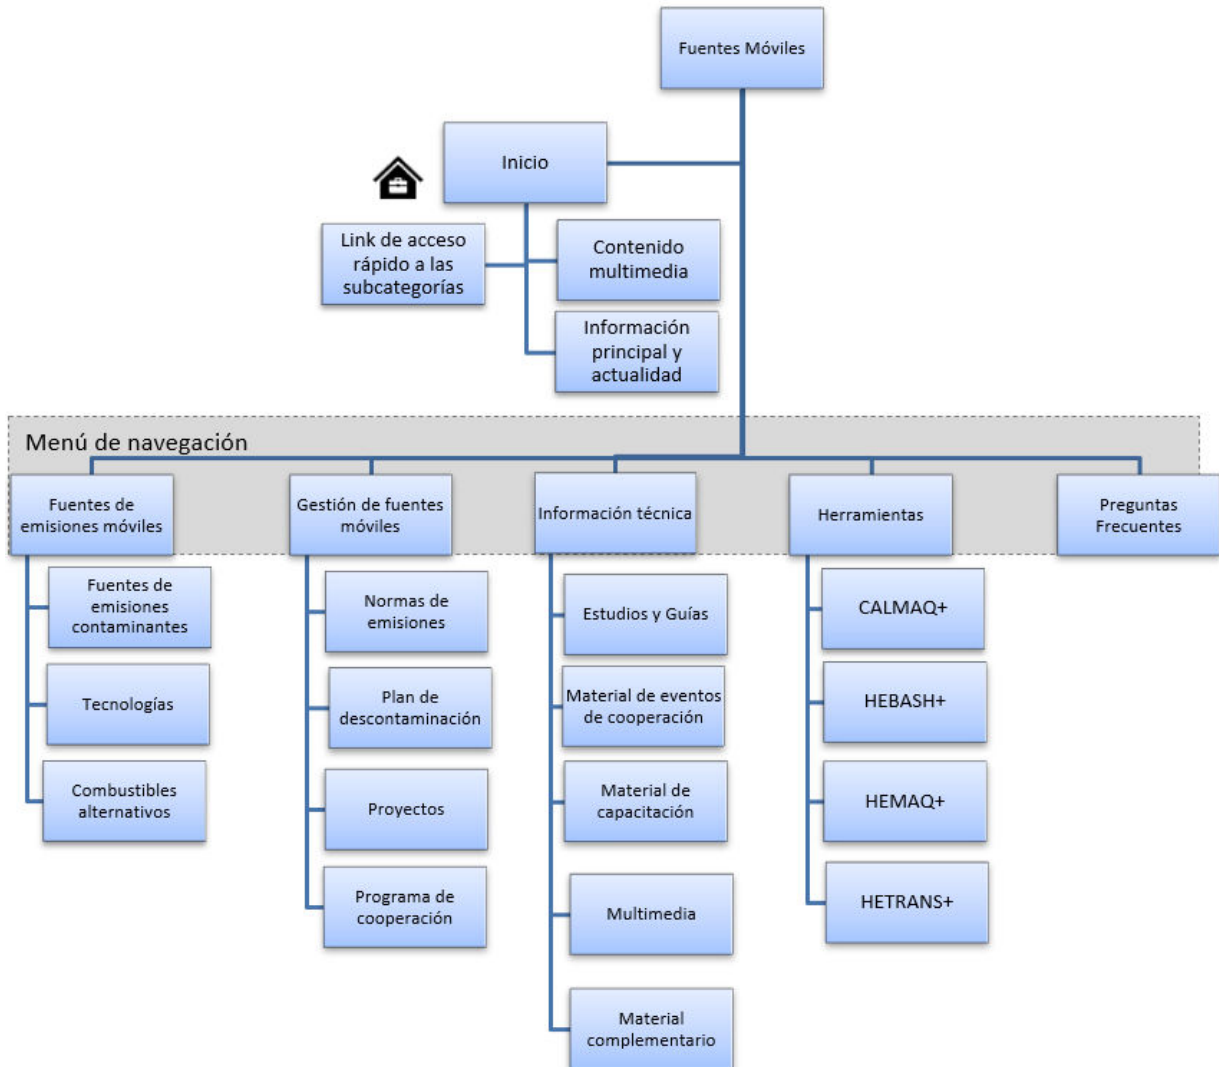 Fuentes Móviles
Inicio
Link de acceso
rápido a las
subcategorías
Contenido
multimedia
Información
principal y
actualidad
Menú de navegación
Fuentes de
emisiones móviles
Gestión de fuentes
móviles
Información técnica
Herramientas
Preguntas
Frecuentes
Fuentes de
emisiones
contaminantes
Tecnologías
Combustibles
alternativos
Normas de
emisiones
Plan de
descontaminación
Proyectos
Programa de
cooperación
Estudios y Guías
Material de eventos
de cooperación
Material de
capacitación
Multimedia
Material
complementario
CALMAQ+
HEBASH+
HEMAQ+
HETRANS+